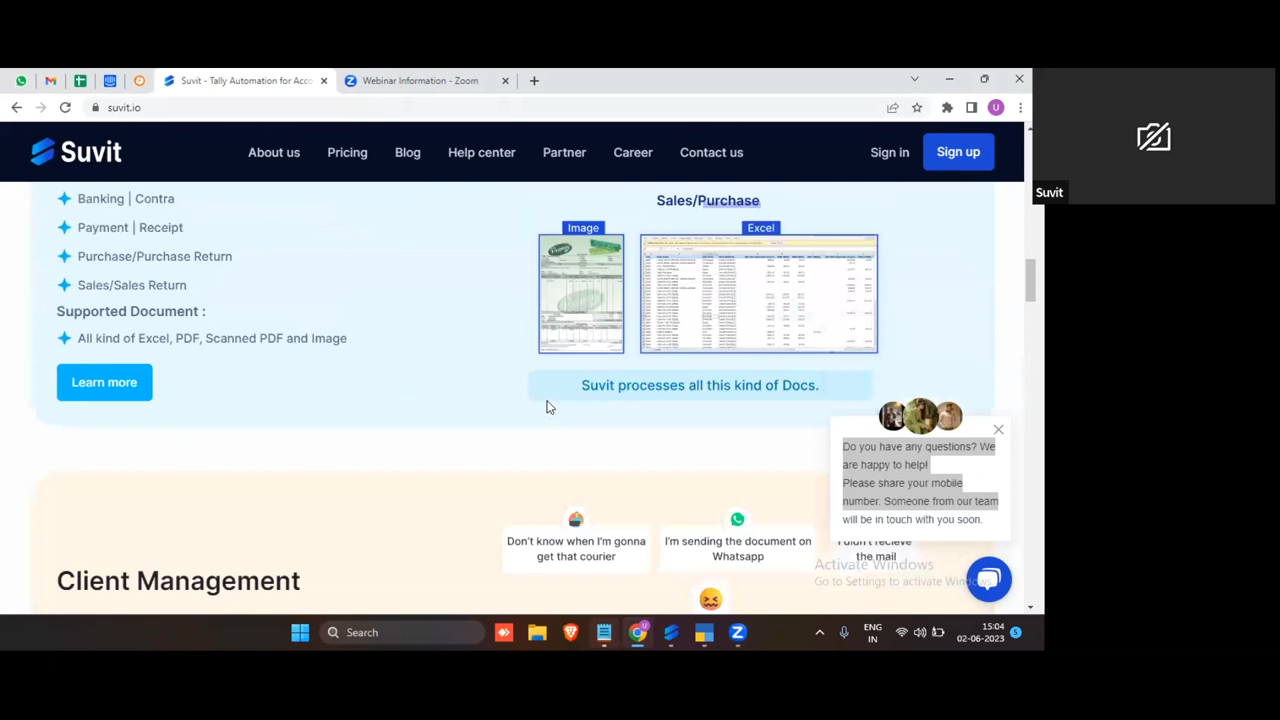 Suvit - Tally Automation for Acco
Webinar Information - Zoom
suvit.io
U
Suvit
About us
Pricing
Blog
Help center
Partner
Career
Contact us
Sign in
Sign up
Suvit
Banking | Contra
Payment | Receipt
Purchase/Purchase Return
Sales/Sales Return
Supported Document :
All kind of Excel, PDF, Scanned PDF and Image
Learn more
Sales/Purchase
Image
Excel
Suvit processes all this kind of Docs.
Do you have any questions? We
are happy to help!
Please share your mobile
number. Someone from our team
will be in touch with you soon.
Don't know when I'm gonna
get that courier
I'm sending the document on
Whatsapp
I didn't recieve
the mail
Client Management
Activate Windows
Go to Settings to activate Windows.
Search
U
ENG
IN
15:04
02-06-2023
5